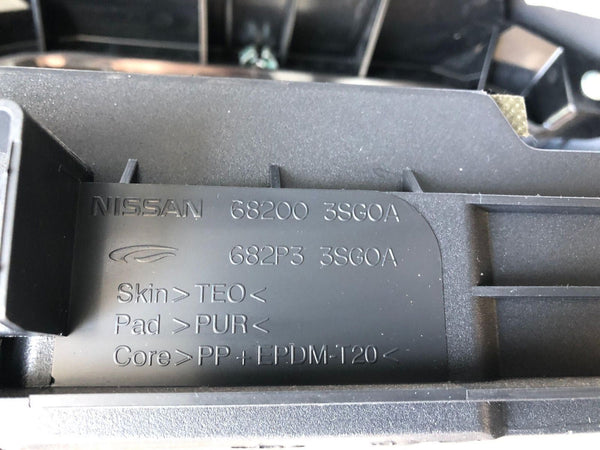 NISSAN 68200 3SG0A
682P3 3SG0A
Skin>TEO<
Pad>PUR<
Core>PP+EPDM-T20<